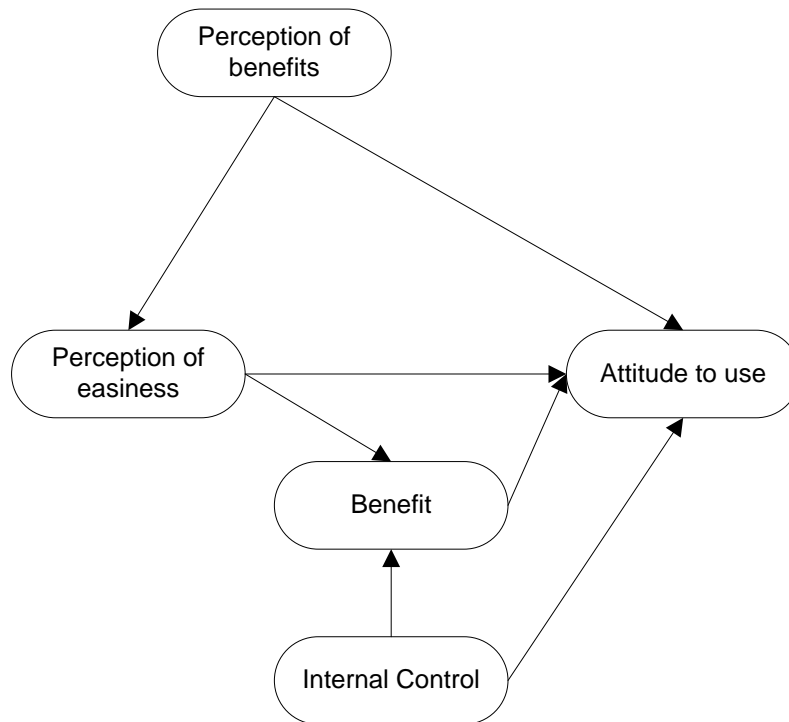 Perception of
benefits
Perception of
easiness
Attitude to use
Benefit
Internal Control